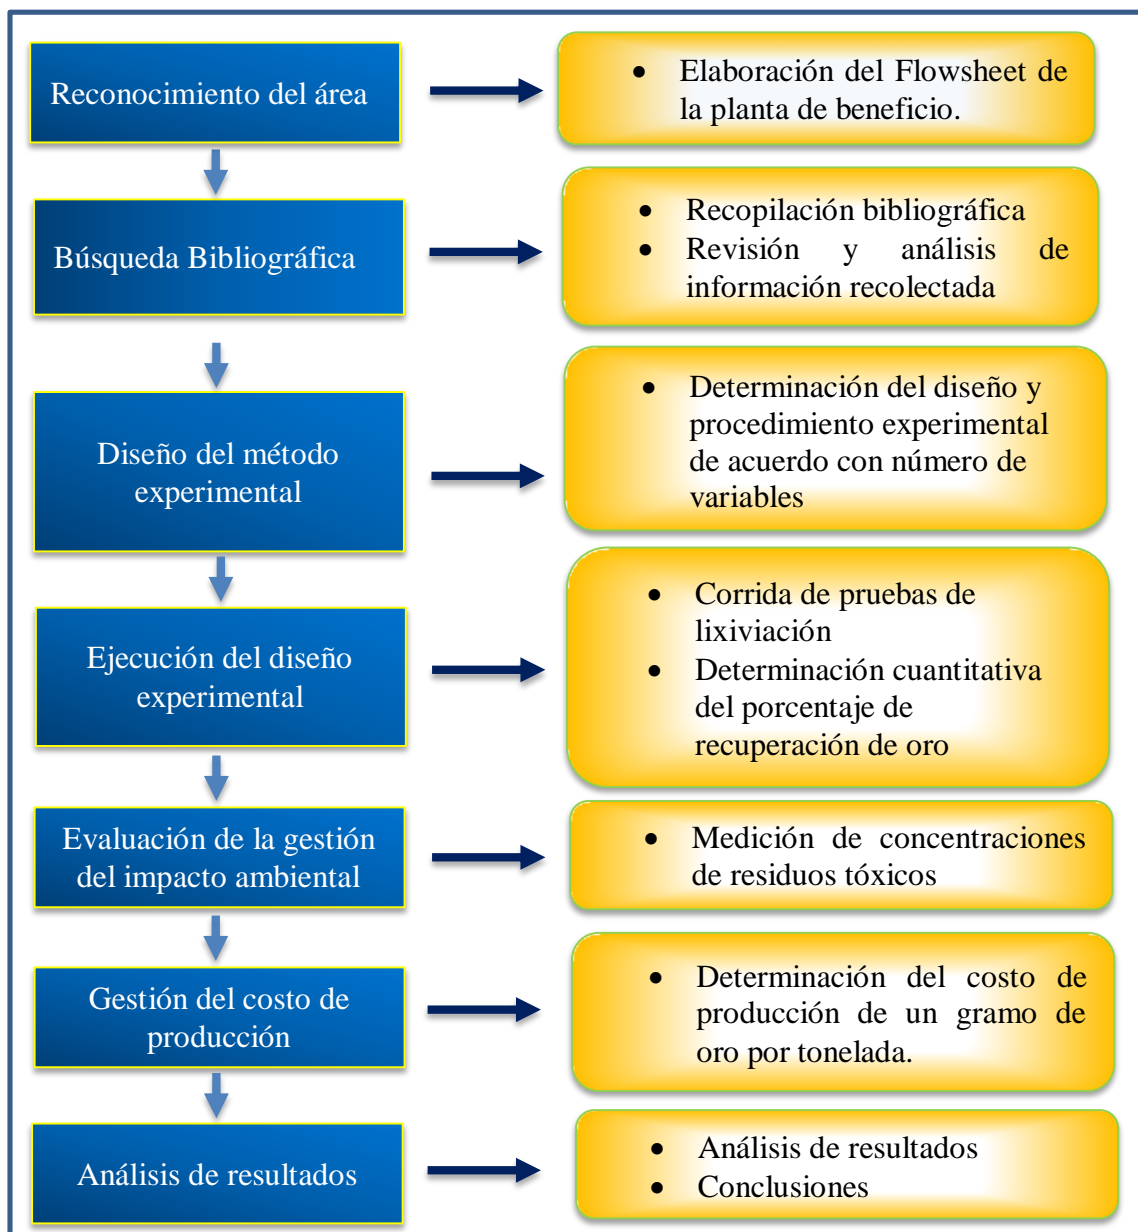 Reconocimiento del área
• Elaboración del Flowsheet de
la planta de beneficio.
Búsqueda Bibliográfica
• Recopilación bibliográfica
• Revisión y análisis de
información recolectada
Diseño del método
experimental
• Determinación del diseño y
procedimiento experimental
de acuerdo con número de
variables
Ejecución del diseño
experimental
• Corrida de pruebas de
lixiviación
• Determinación cuantitativa
del porcentaje de
recuperación de oro
Evaluación de la gestión
del impacto ambiental
• Medición de concentraciones
de residuos tóxicos
Gestión del costo de
producción
• Determinación del costo de
producción de un gramo de
oro por tonelada.
Análisis de resultados
• Análisis de resultados
• Conclusiones